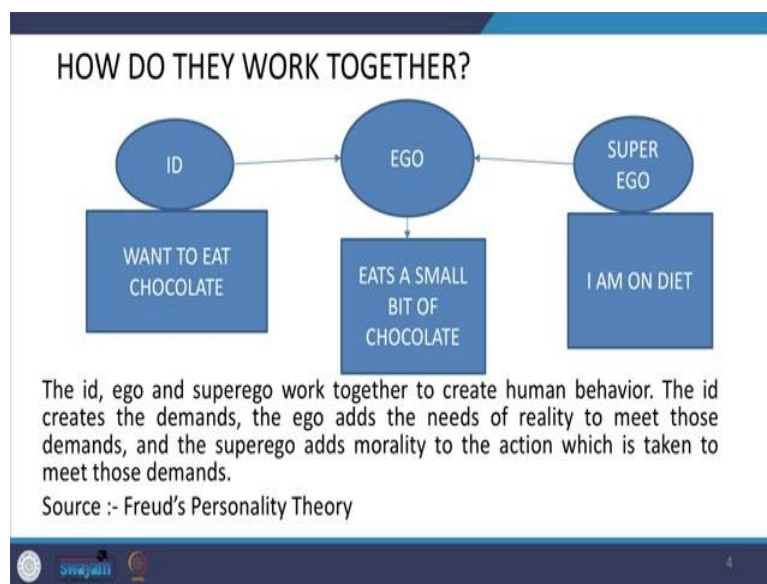 HOW DO THEY WORK TOGETHER?
ID
EGO
SUPER
EGO
WANT TO EAT
CHOCOLATE
EATS A SMALL
BIT OF
CHOCOLATE
I AM ON DIET
The id, ego and superego work together to create human behavior. The id
creates the demands, the ego adds the needs of reality to meet those
demands, and the superego adds morality to the action which is taken to
meet those demands.
Source :- Freud's Personality Theory
swayam
4